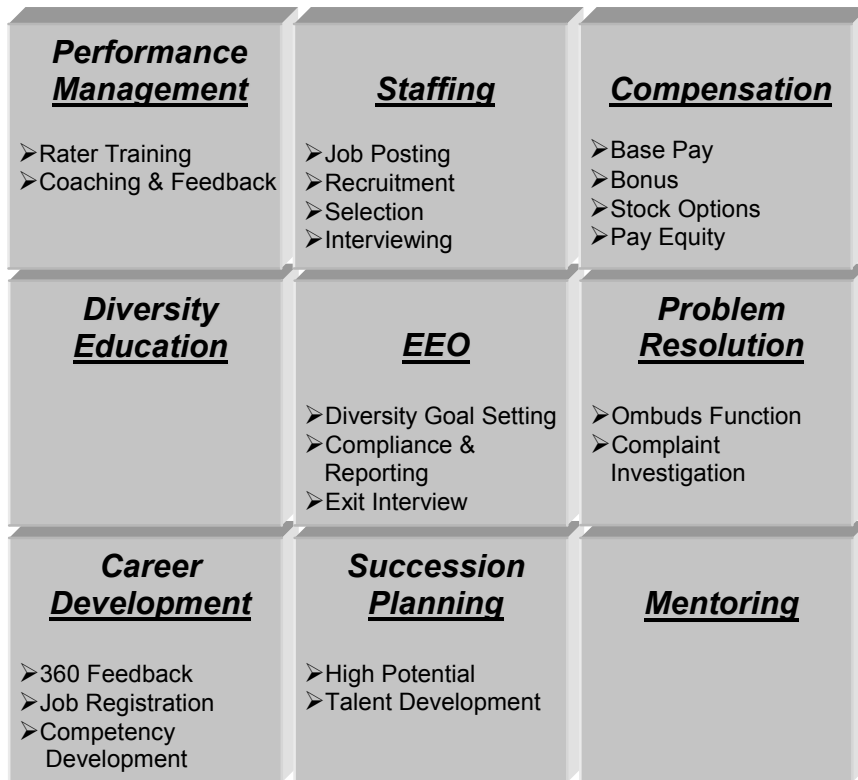 Performance
Management
➢Rater Training
➢Coaching & Feedback
Staffing
➢Job Posting
➢Recruitment
➢Selection
➢Interviewing
Compensation
➢Base Pay
➢Bonus
➢Stock Options
➢Pay Equity
Diversity
Education
EEO
➢Diversity Goal Setting
➢Compliance &
Reporting
➢Exit Interview
Problem
Resolution
➢Ombuds Function
➢Complaint
Investigation
Career
Development
➢360 Feedback
➢Job Registration
➢Competency
Development
Succession
Planning
➢High Potential
➢Talent Development
Mentoring